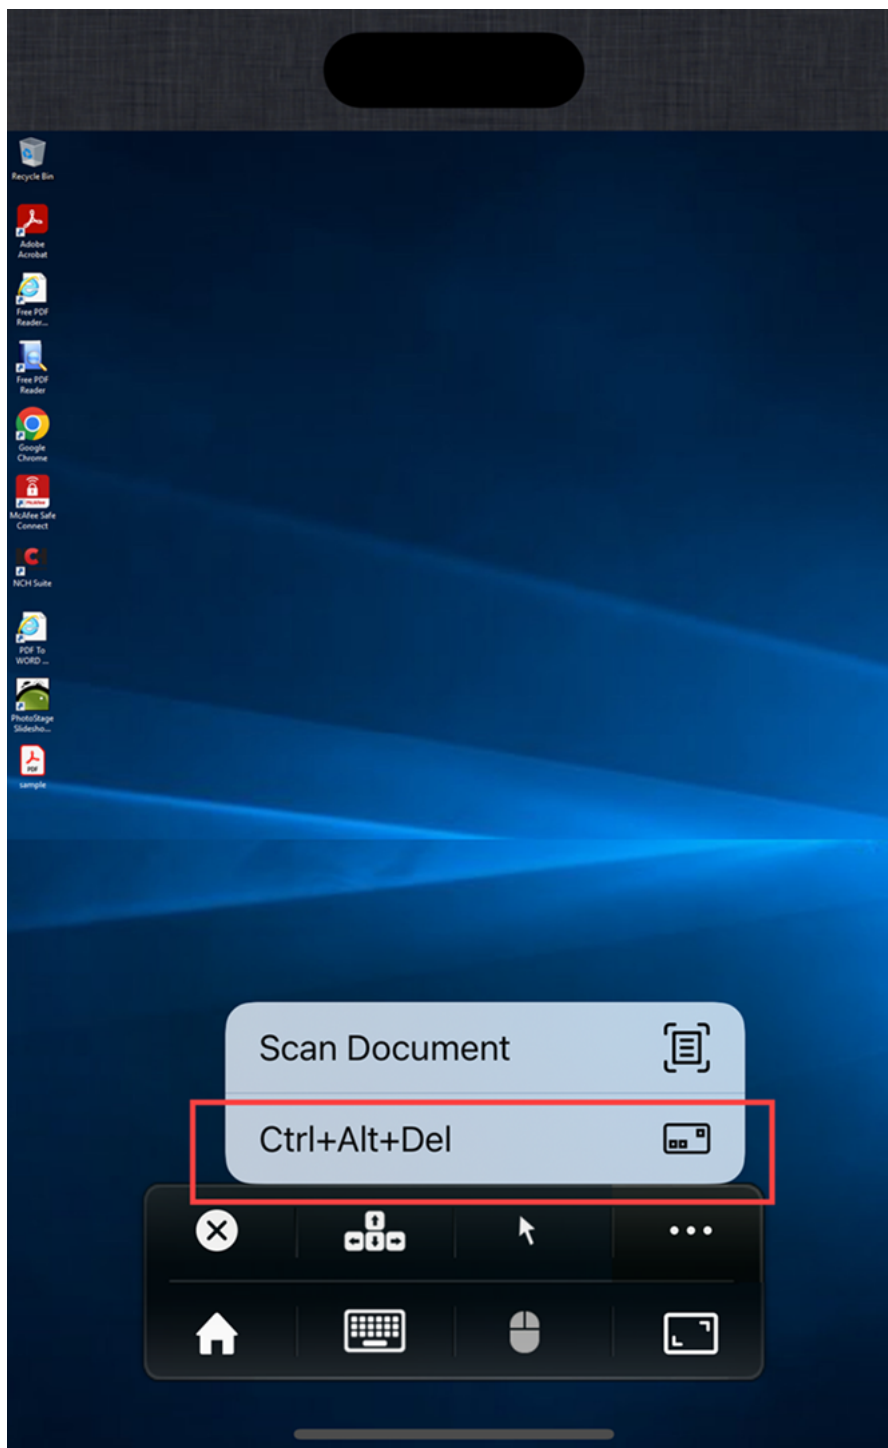 Recycle Bin
Adobe
Acrobat
Free PDF
Reader...
Free PDF
Reader
Google
Chrome
McAfee Safe
Connect
NCH Suite
PDF To
WORD ...
PhotoStage
Slidesho...
PDF
sample
Scan Document
Ctrl+Alt+Del